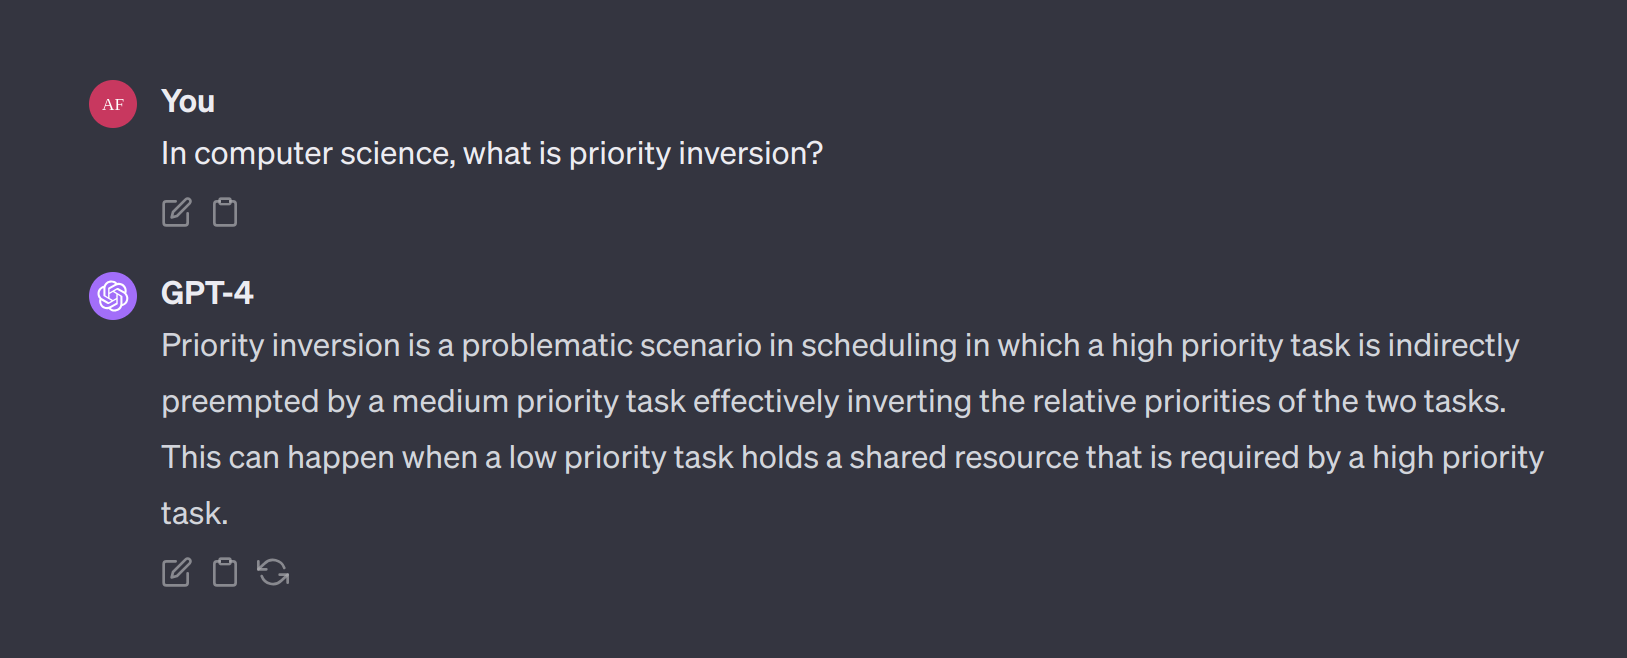 AF
You
In computer science, what is priority inversion?
GPT-4
Priority inversion is a problematic scenario in scheduling in which a high priority task is indirectly
preempted by a medium priority task effectively inverting the relative priorities of the two tasks.
This can happen when a low priority task holds a shared resource that is required by a high priority
task.